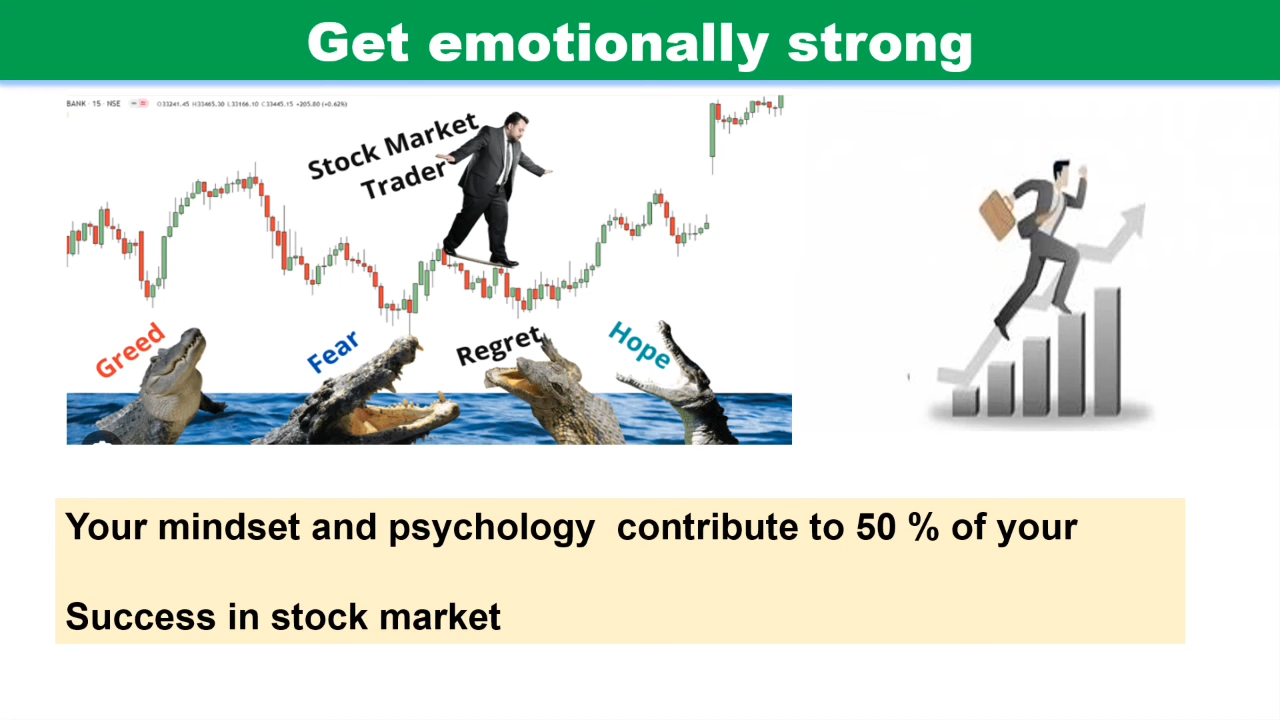 Get emotionally strong
BANK · 15 · NSE O33241.45 H33465.30 L33166.10 C33445.15 +205.80 (+0.62%)
Stock Market
Trader
Greed
Fear
Regret
Hope
Your mindset and psychology contribute to 50 % of your
Success in stock market